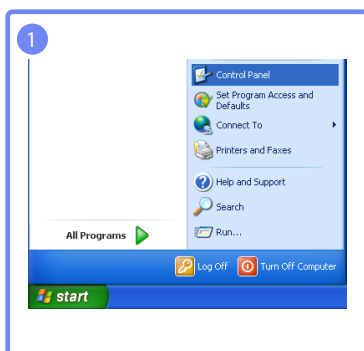 1
Control Panel
Set Program Access and
Defaults
Connect To
Printers and Faxes
Help and Support
Search
Run...
All Programs
Log Off
Turn Off Computer
start